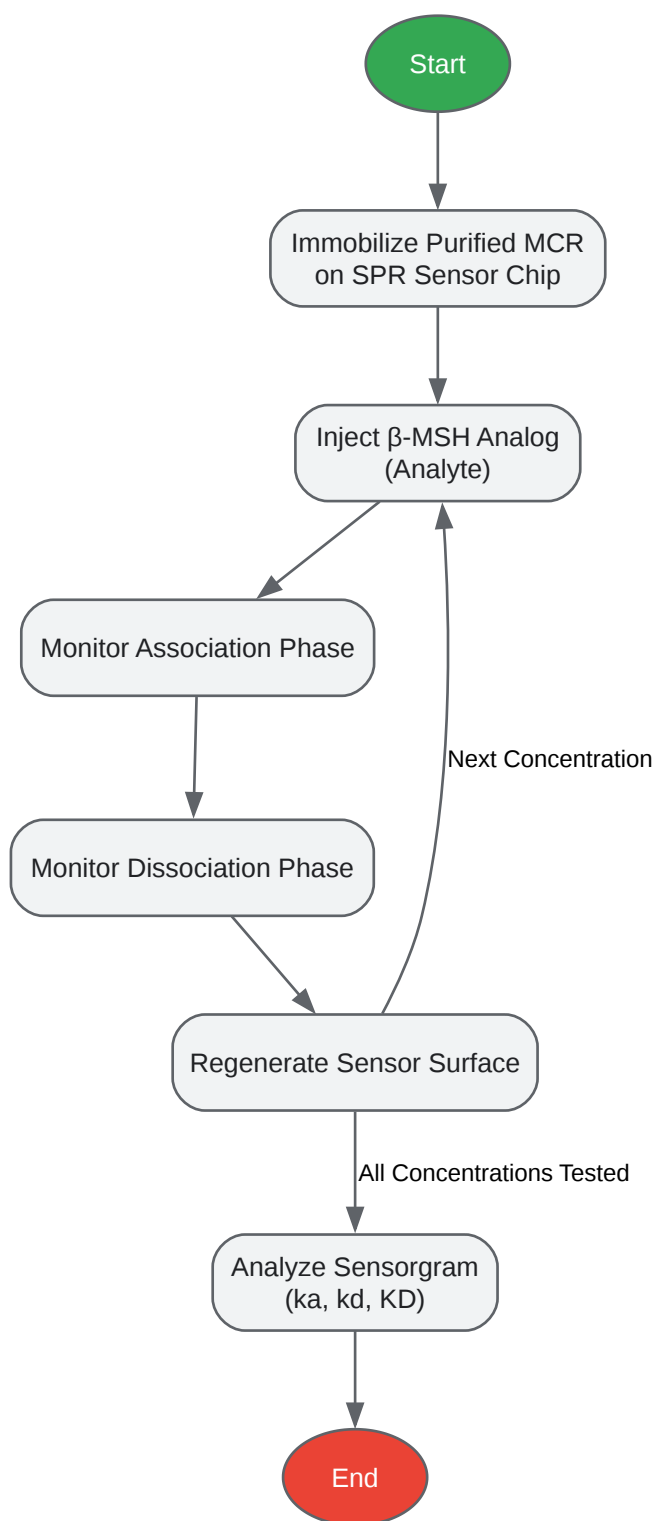 Start
Immobilize Purified MCR
on SPR Sensor Chip
Inject β-MSH Analog
(Analyte)
Monitor Association Phase
Next Concentration
Monitor Dissociation Phase
Regenerate Sensor Surface
All Concentrations Tested
Analyze Sensorgram
(ka, kd, KD)
End